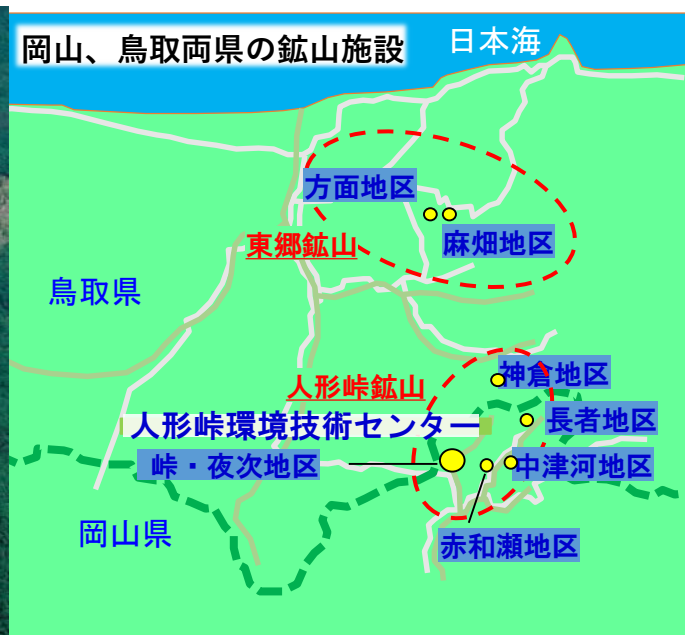 岡山、鳥取両県の鉱山施設
日本海
方面地区
麻畑地区
東郷鉱山
鳥取県
神倉地区
人形峠鉱山
長者地区
人形峠環境技術センター
峠・夜次地区
中津河地区
岡山県
赤和瀬地区